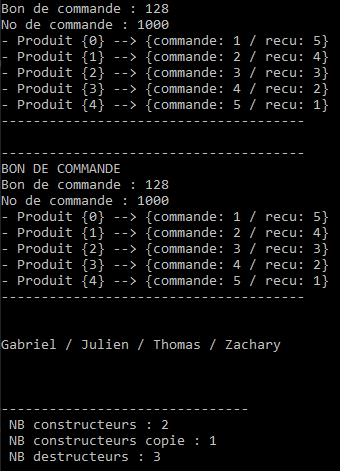 Bon de commande : 128
No de commande : 1000
- Produit {0} --> {commande: 1 / recu: 5}
- Produit {1} --> {commande: 2 / recu: 4}
- Produit {2} --> {commande: 3 / recu: 3}
- Produit {3} --> {commande: 4 / recu: 2}
- Produit {4} --> {commande: 5 / recu: 1}
---------------------------------------
---------------------------------------
BON DE COMMANDE
Bon de commande : 128
No de commande : 1000
- Produit {0} --> {commande: 1 / recu: 5}
- Produit {1} --> {commande: 2 / recu: 4}
- Produit {2} --> {commande: 3 / recu: 3}
- Produit {3} --> {commande: 4 / recu: 2}
- Produit {4} --> {commande: 5 / recu: 1}
---------------------------------------
Gabriel / Julien / Thomas / Zachary
--------------------------------
NB constructeurs : 2
NB constructeurs copie : 1
NB destructeurs : 3